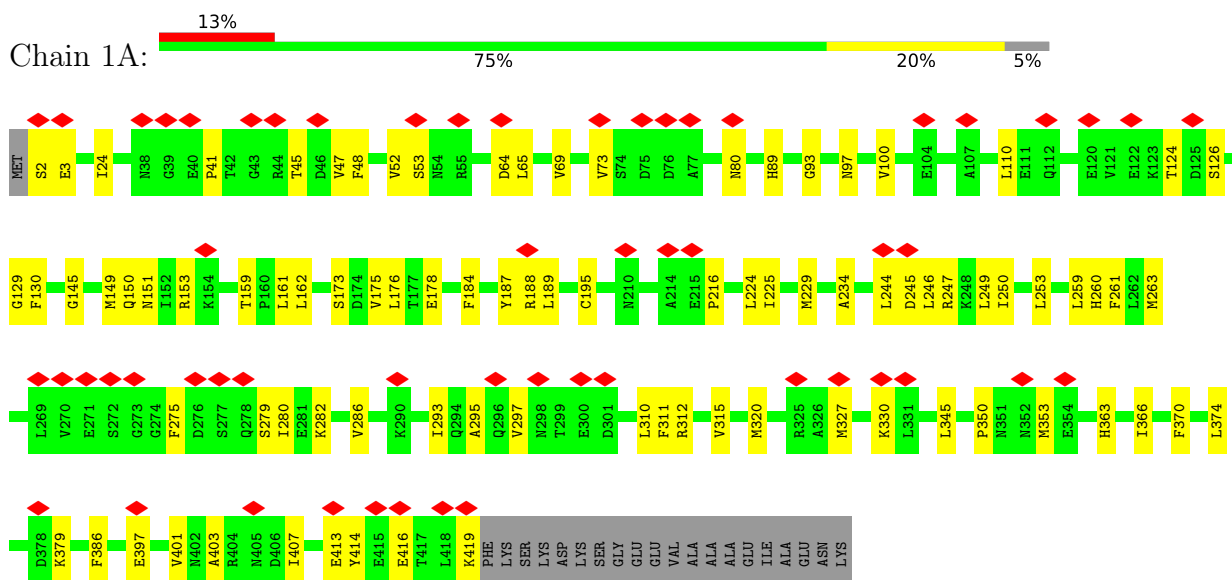 13%
Chain 1A:
75% 20% 5%
MET S2 E3 I24 N38 G39 E40 P41 T42 G43 R44 T45 D46 V47 F48 V52 S53 N54 R55 D64 L65 V69 V73 S74 D75 D76 A77 N80 H89 G93 N97 V100 E104 A107 L110 E111 Q112 E120 V121 E122 K123 T124 D125 S126
G129 F130 G145 M149 Q150 N151 I152 R153 K154 T159 P160 L161 L162 S173 D174 V175 L176 T177 E178 F184 Y187 R188 L189 C195 N210 A214 E215 P216 L224 I225 M229 A234 L244 D245 L246 R247 K248 L249 I250 L253 L259 H260 F261 L262 M263
L269 V270 E271 S272 G273 G274 F275 D276 S277 Q278 S279 I280 E281 K282 V286 K290 I293 Q294 A295 Q296 V297 N298 T299 E300 D301 L310 F311 R312 V315 M320 R325 A326 M327 K330 L331 L345 P350 N351 N352 M353 E354 H363 I366 F370 L374
D378 K379 F386 E397 V401 N402 A403 R404 N405 D406 I407 E413 Y414 E415 E416 T417 L418 K419 PHE LYS SER LYS ASP LYS SER GLY GLU GLU VAL ALA ALA ALA GLU ILE ALA GLU ASN LYS